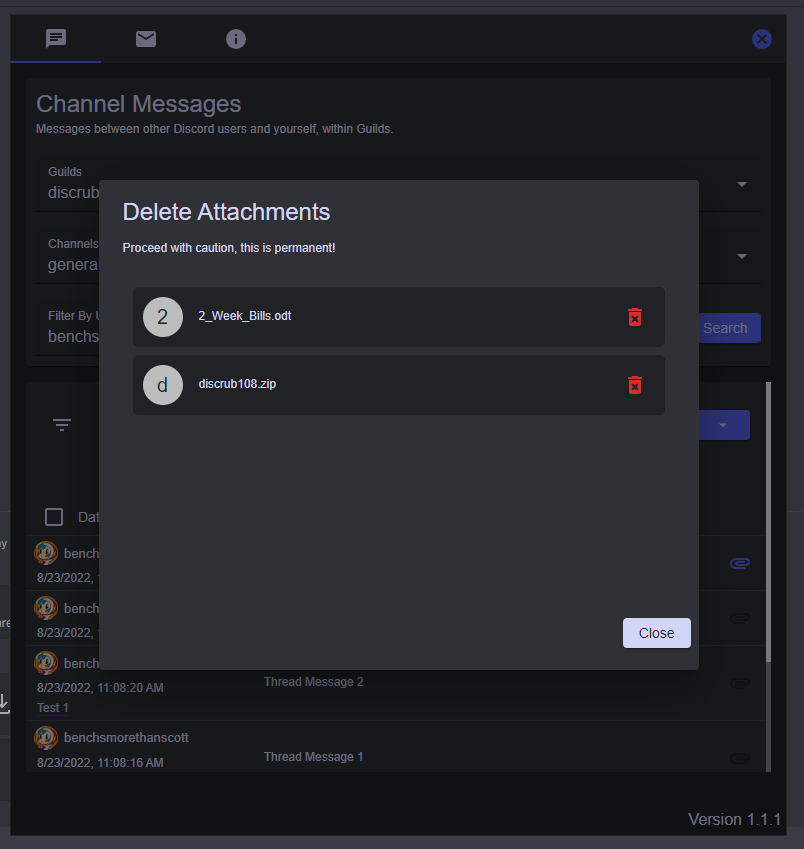 Channel Messages
Messages between other Discord users and yourself, within Guilds.
Guilds
discrub
Delete Attachments
Proceed with caution, this is permanent!
Channels
genera
Filter By U
benchs
Search
2
2_Week_Bills.odt
d
discrub108.zip
Dat
bench
8/23/2022,
bench
8/23/2022,
Close
bench
8/23/2022, 11:08:20 AM
Thread Message 2
Test 1
benchsmorethanscott
8/23/2022, 11:08:16 AM
Thread Message 1
Version 1.1.1